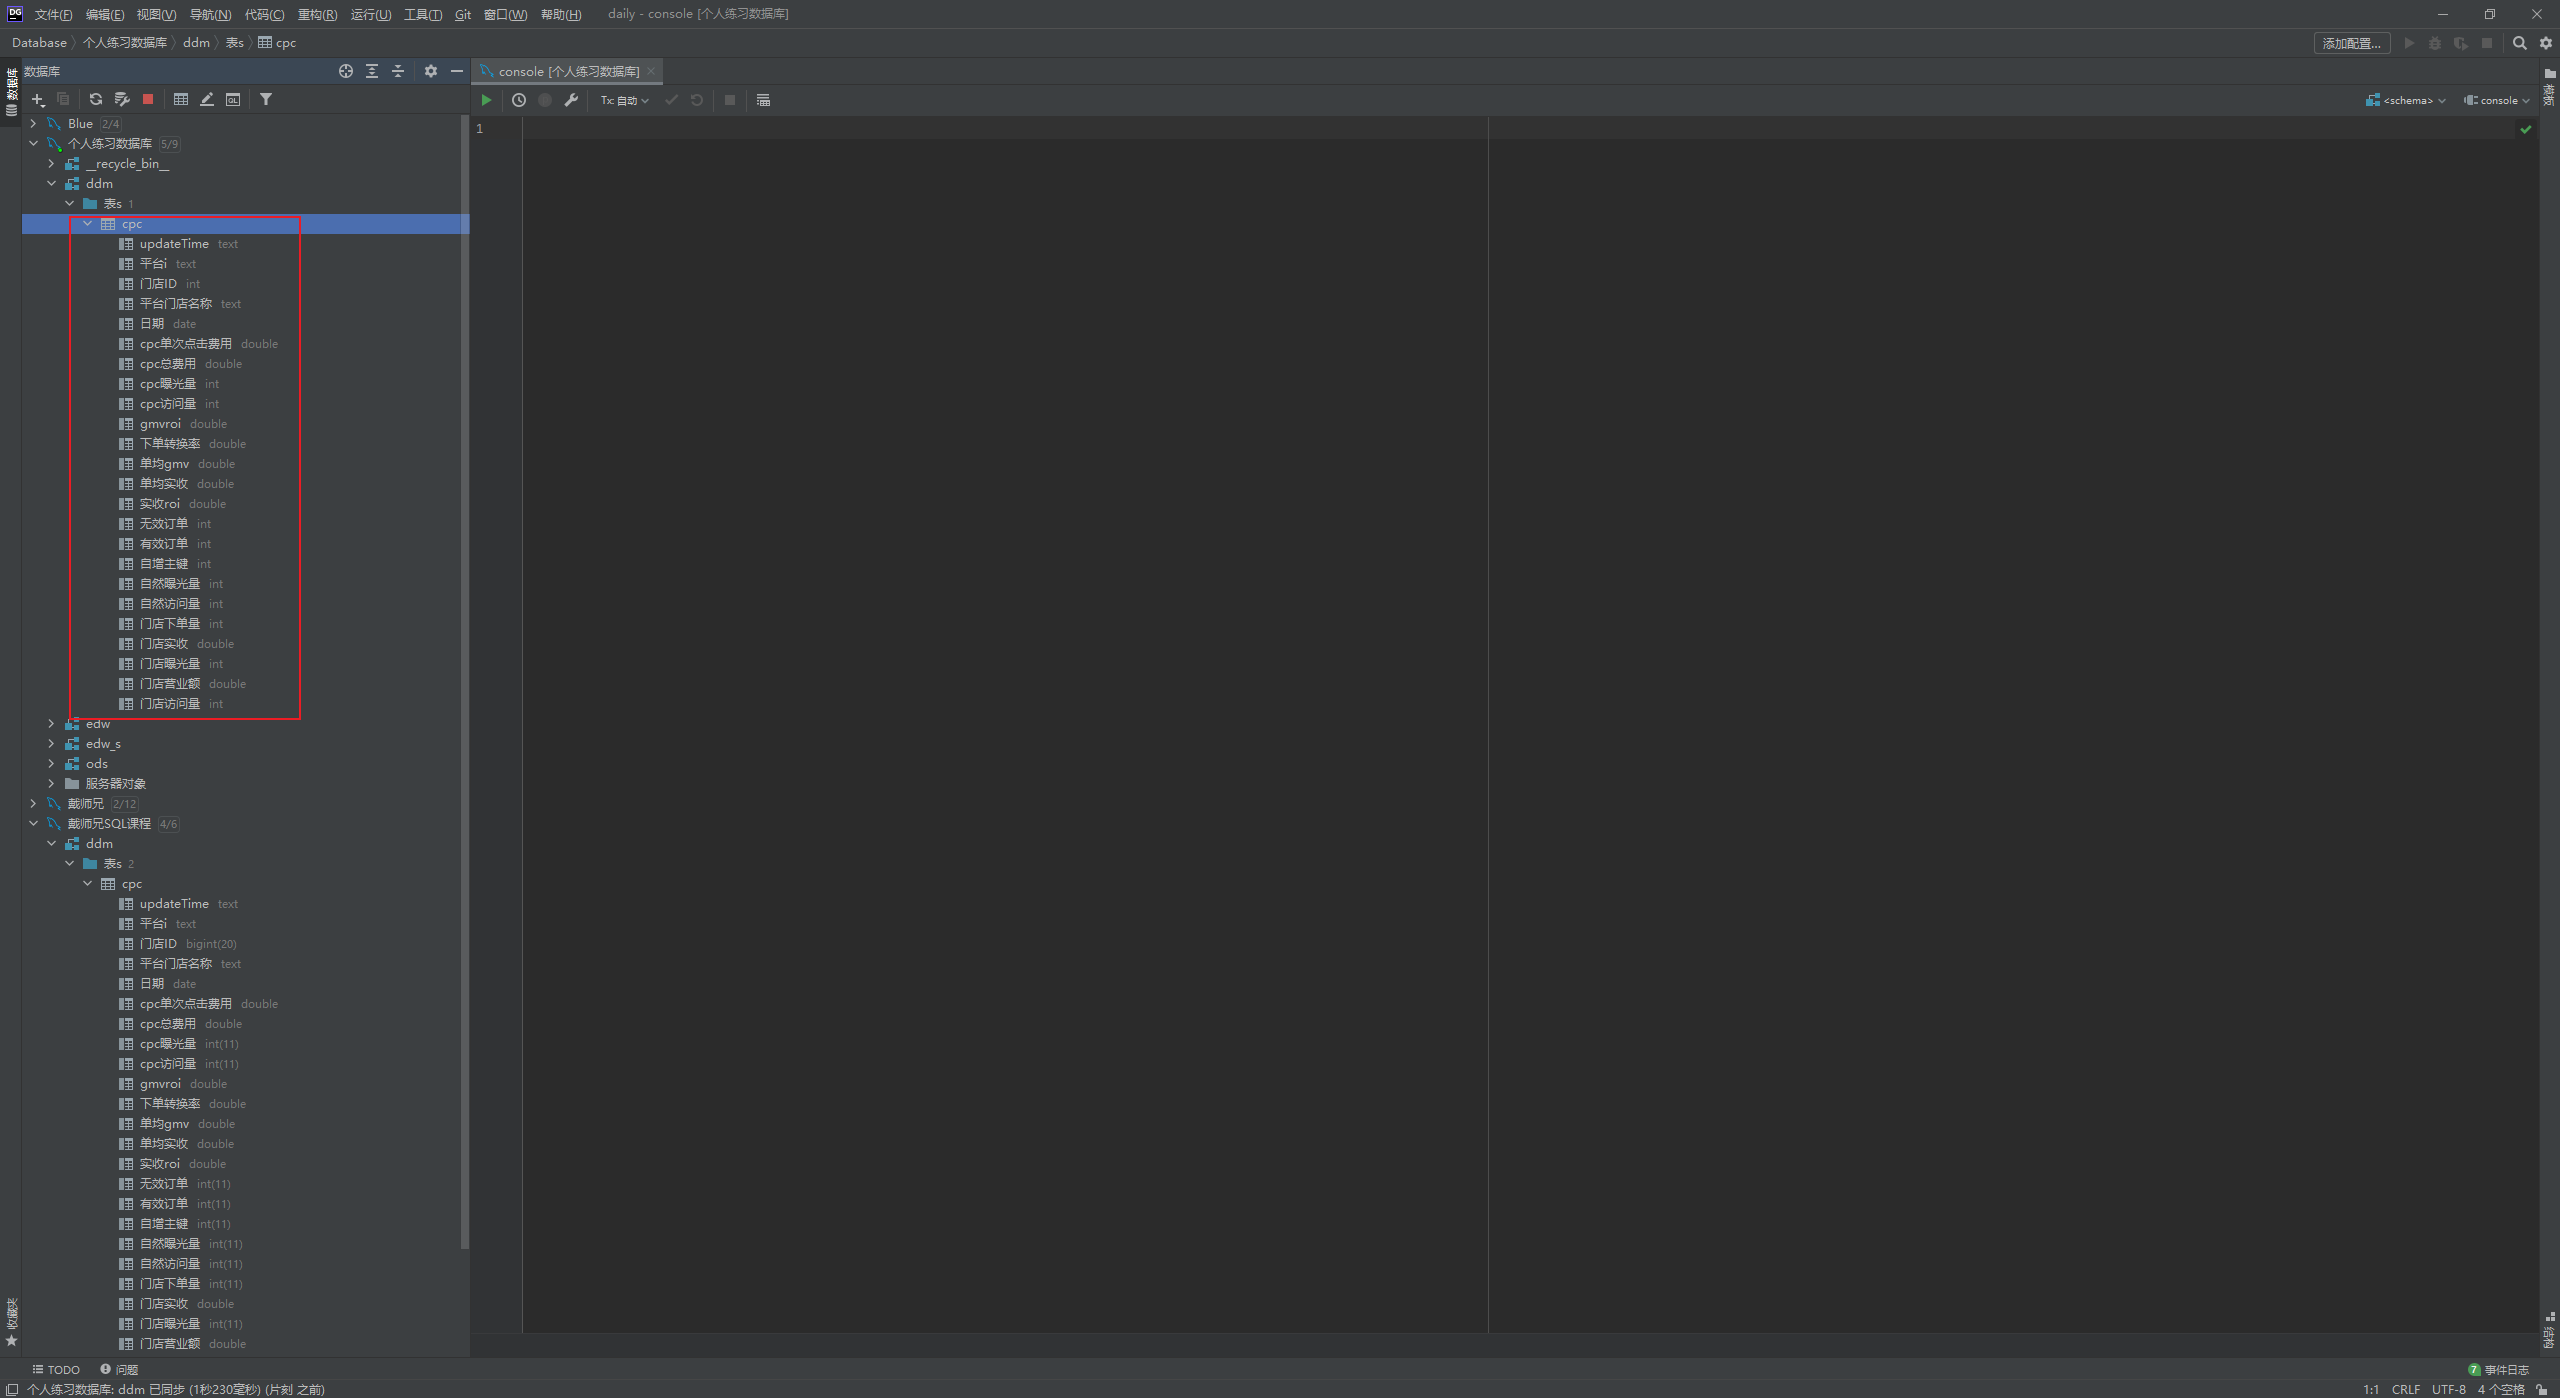 DG 文件(F) 编辑(E) 视图(V) 导航(N) 代码(C) 重构(R) 运行(U) 工具(T) Git 窗口(W) 帮助(H) daily - console [个人练习数据库]
Database 个人练习数据库 ddm 表s cpc 添加配置...
数据库
数据库
console [个人练习数据库]
Tx: 自动
<schema>
console
1
Blue 2/4
个人练习数据库 5/9
__recycle_bin__
ddm
表s 1
cpc
updateTime text
平台i text
门店ID int
平台门店名称 text
日期 date
cpc单次点击费用 double
cpc总费用 double
cpc曝光量 int
cpc访问量 int
gmvroi double
下单转换率 double
单均gmv double
单均实收 double
实收roi double
无效订单 int
有效订单 int
自增主键 int
自然曝光量 int
自然访问量 int
门店下单量 int
门店实收 double
门店曝光量 int
门店营业额 double
门店访问量 int
edw
edw_s
ods
服务器对象
戴师兄 2/12
戴师兄SQL课程 4/6
ddm
表s 2
cpc
updateTime text
平台i text
门店ID bigint(20)
平台门店名称 text
日期 date
cpc单次点击费用 double
cpc总费用 double
cpc曝光量 int(11)
cpc访问量 int(11)
gmvroi double
下单转换率 double
单均gmv double
单均实收 double
实收roi double
无效订单 int(11)
有效订单 int(11)
自增主键 int(11)
自然曝光量 int(11)
自然访问量 int(11)
门店下单量 int(11)
门店实收 double
门店曝光量 int(11)
门店营业额 double
收藏夹
模板
结构
TODO 问题 7 事件日志
个人练习数据库: ddm 已同步 (1秒230毫秒) (片刻 之前) 1:1 CRLF UTF-8 4 个空格